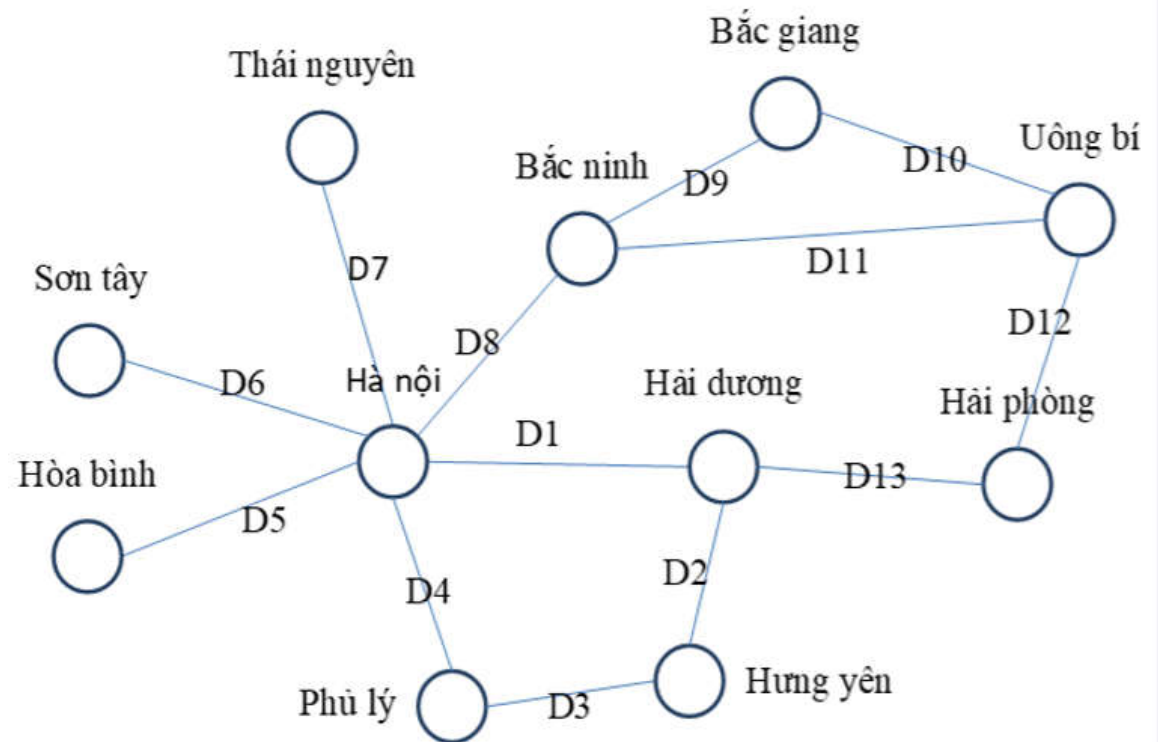 Bắc giang
Thái nguyên
Uông bí
Bắc ninh
D10
D9
D11
D7
Sơn tây
D12
D8
D6
Hà nội
Hải dương
Hải phòng
D1
Hòa bình
D13
D5
D2
D4
Hưng yên
Phủ lý
D3